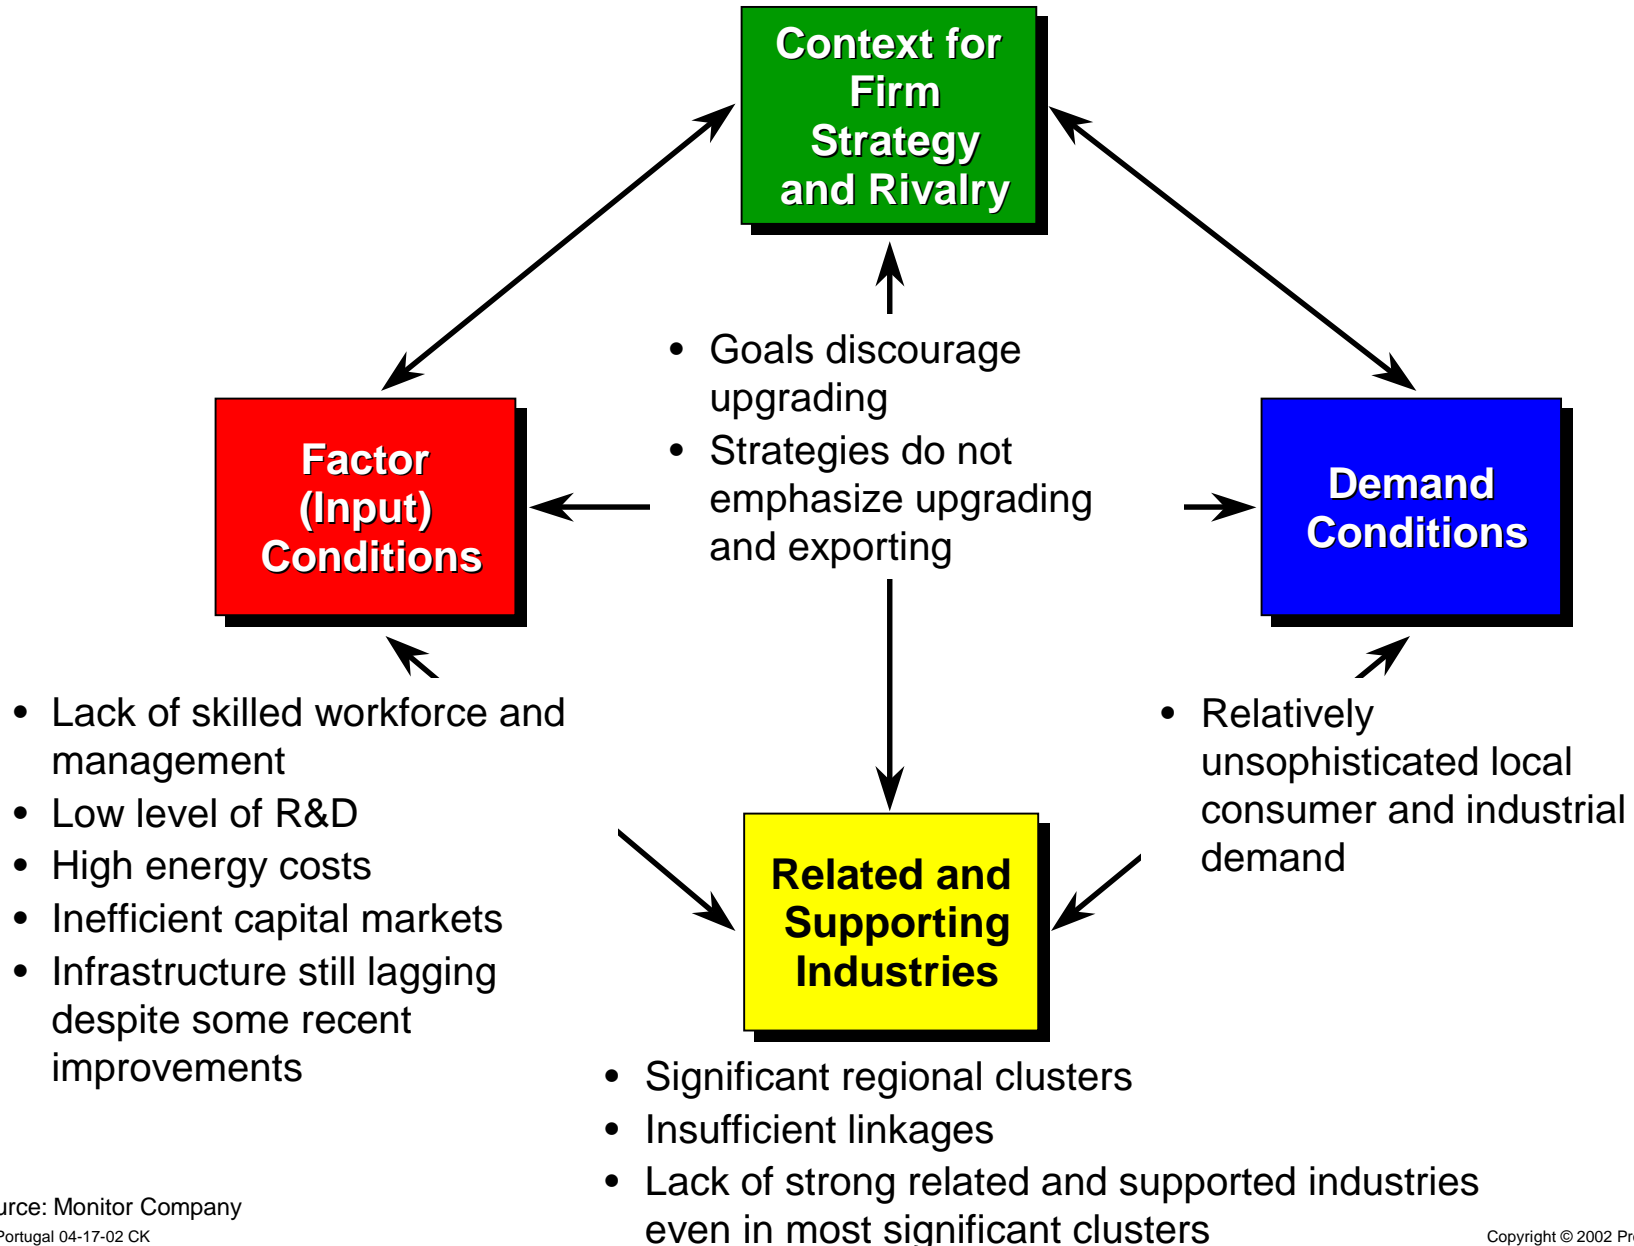 Context for
Firm
Strategy
and Rivalry
• Goals discourage
upgrading
• Strategies do not
emphasize upgrading
and exporting
Factor
(Input)
Conditions
Demand
Conditions
• Lack of skilled workforce and
management
• Low level of R&D
• High energy costs
• Inefficient capital markets
• Infrastructure still lagging
despite some recent
improvements
• Relatively
unsophisticated local
consumer and industrial
demand
Related and
Supporting
Industries
• Significant regional clusters
• Insufficient linkages
• Lack of strong related and supported industries
even in most significant clusters
urce: Monitor Company
Portugal 04-17-02 CK
Copyright © 2002 Pr